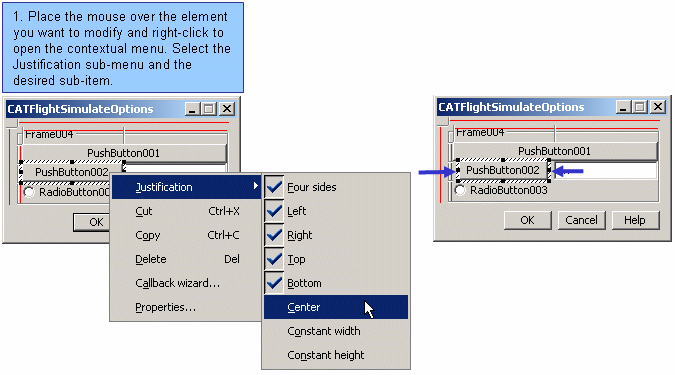 1. Place the mouse over the element
you want to modify and right-click to
open the contextual menu. Select the
Justification sub-menu and the
desired sub-item.
CATFlightSimulateOptions
Frame004
PushButton001
PushButton002
RadioButton00
OK
Justification
Cut Ctrl+X
Copy Ctrl+C
Delete Del
Callback wizard...
Properties...
Four sides
Left
Right
Top
Bottom
Center
Constant width
Constant height
CATFlightSimulateOptions
Frame004
PushButton001
PushButton002
RadioButton003
OK Cancel Help